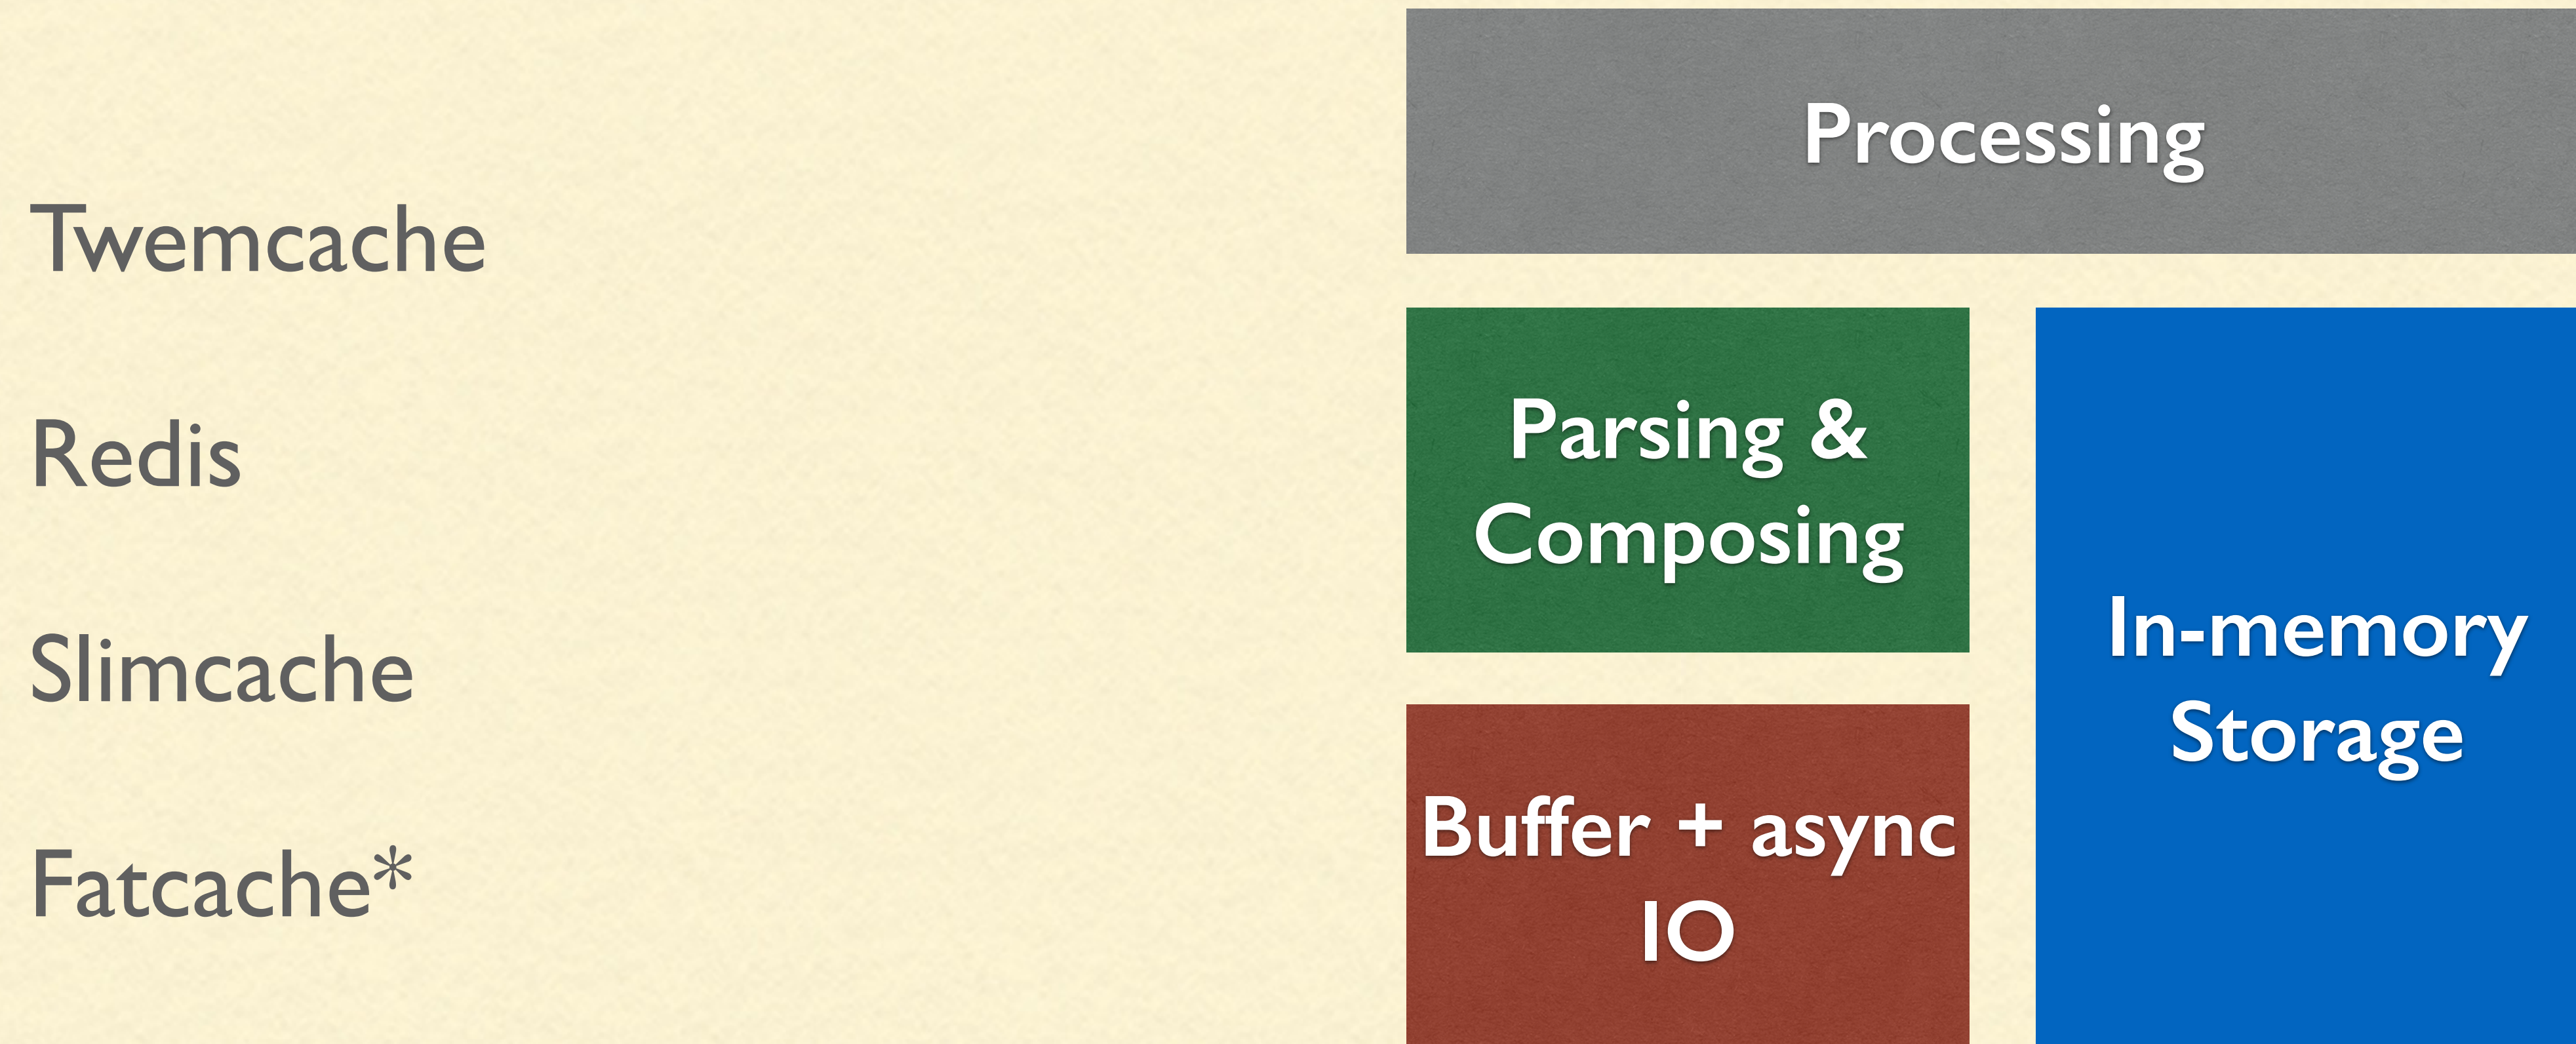 Twemcache
Redis
Slimcache
Fatcache*
Processing
Parsing &
Composing
Buffer + async
IO
In-memory
Storage